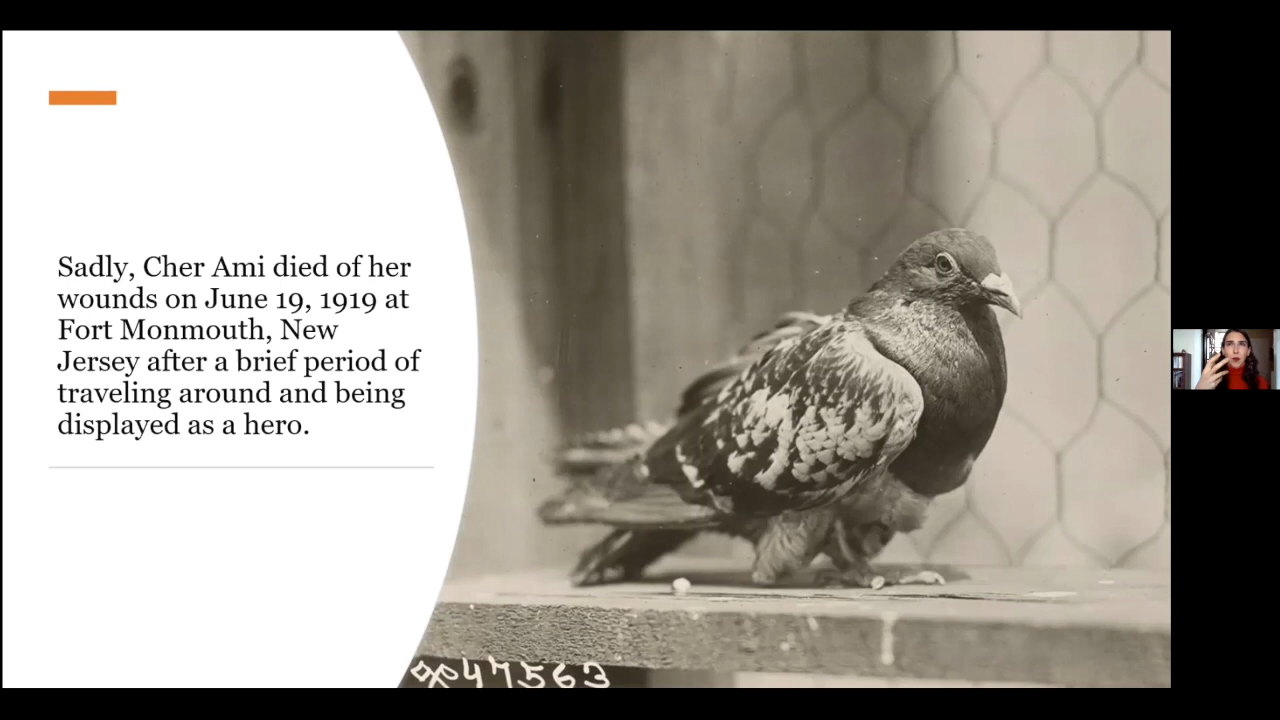 Sadly, Cher Ami died of her
wounds on June 19, 1919 at
Fort Monmouth, New
Jersey after a brief period of
traveling around and being
displayed as a hero.
47563